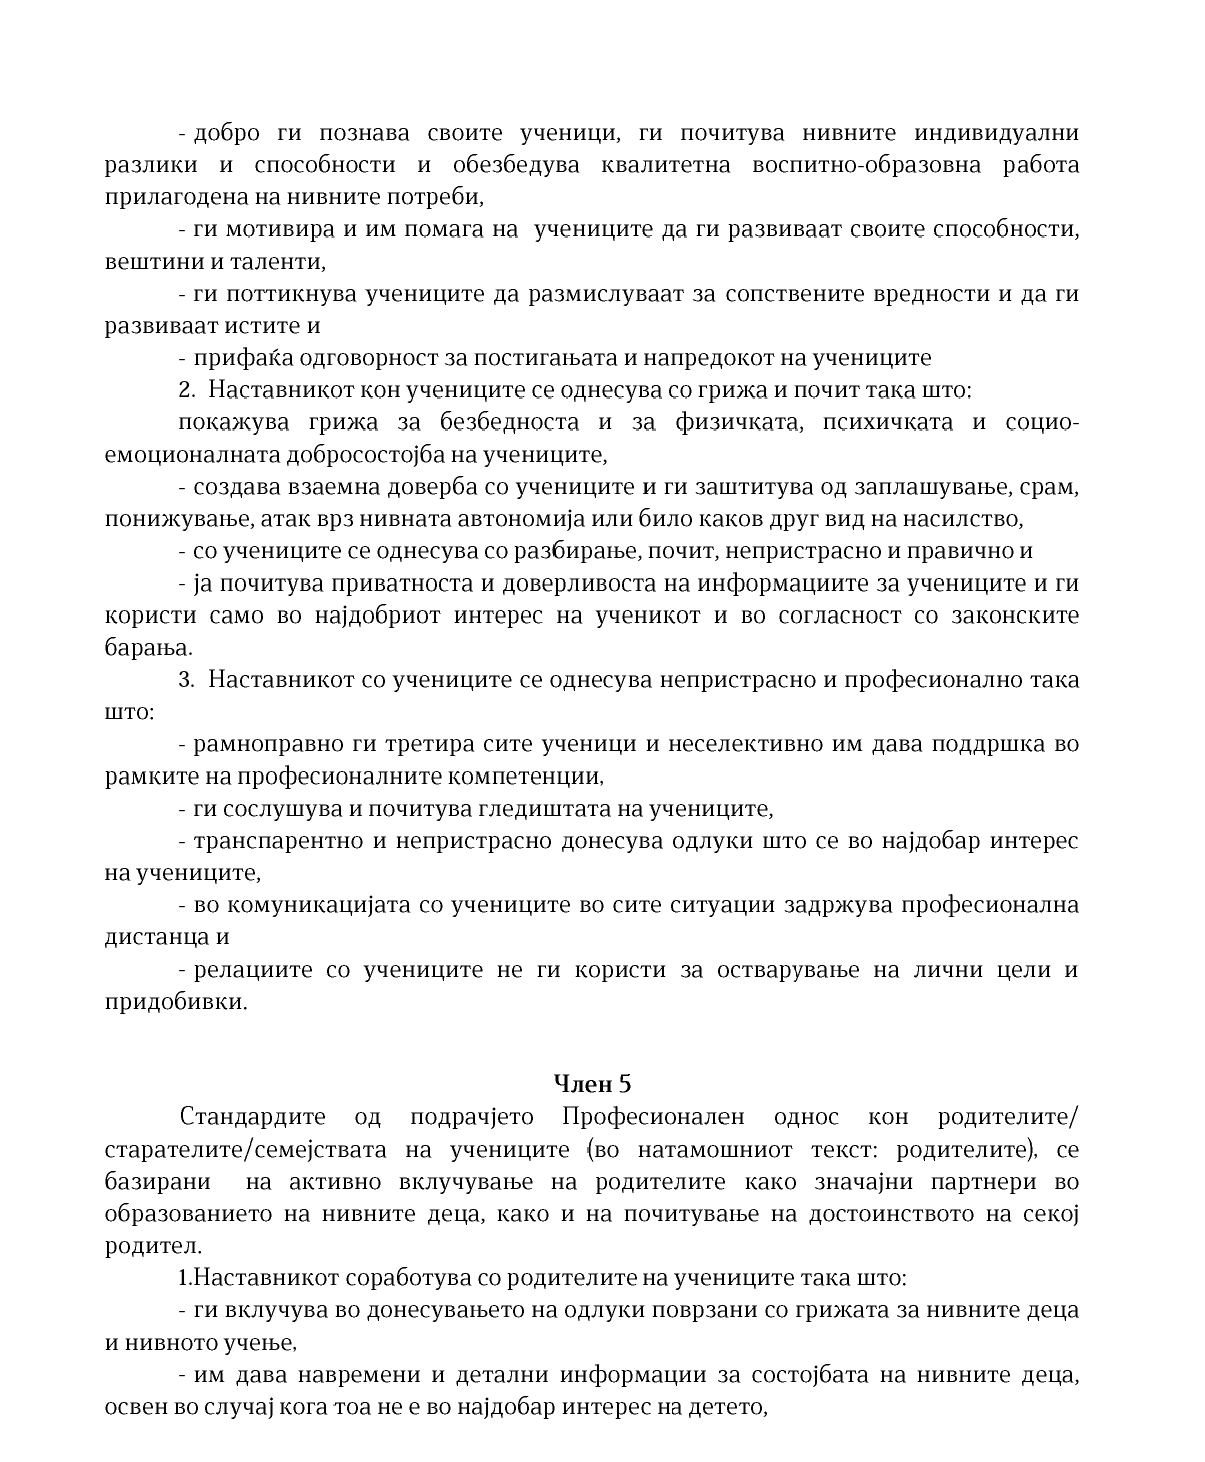 - добро ги познава своите ученици, ги почитува нивните индивидуални
разлики и способности и обезбедува квалитетна воспитно-образовна работа
прилагодена на нивните потреби,
- ги мотивира и им помага на  учениците да ги развиваат своите способности,
вештини и таленти,
- ги поттикнува учениците да размислуваат за сопствените вредности и да ги
развиваат истите и
- прифаќа одговорност за постигањата и напредокот на учениците
2.  Наставникот кон учениците се однесува со грижа и почит така што:
покажува грижа за безбедноста и за физичката, психичката и социо-
емоционалната добросостојба на учениците,
- создава взаемна доверба со учениците и ги заштитува од заплашување, срам,
понижување, атак врз нивната автономија или било каков друг вид на насилство,
- со учениците се однесува со разбирање, почит, непристрасно и правично и
- ја почитува приватноста и доверливоста на информациите за учениците и ги
користи само во најдобриот интерес на ученикот и во согласност со законските
барања.
3.  Наставникот со учениците се однесува непристрасно и професионално така
што:
- рамноправно ги третира сите ученици и неселективно им дава поддршка во
рамките на професионалните компетенции,
- ги сослушува и почитува гледиштата на учениците,
- транспарентно и непристрасно донесува одлуки што се во најдобар интерес
на учениците,
- во комуникацијата со учениците во сите ситуации задржува професионална
дистанца и
- релациите со учениците не ги користи за остварување на лични цели и
придобивки.
Член 5
Стандардите од подрачјето Професионален однос кон родителите/
старателите/семејствата на учениците (во натамошниот текст: родителите), се
базирани  на активно вклучување на родителите како значајни партнери во
образованието на нивните деца, како и на почитување на достоинството на секој
родител.
1.Наставникот соработува со родителите на учениците така што:
- ги вклучува во донесувањето на одлуки поврзани со грижата за нивните деца
и нивното учење,
- им дава навремени и детални информации за состојбата на нивните деца,
освен во случај кога тоа не е во најдобар интерес на детето,